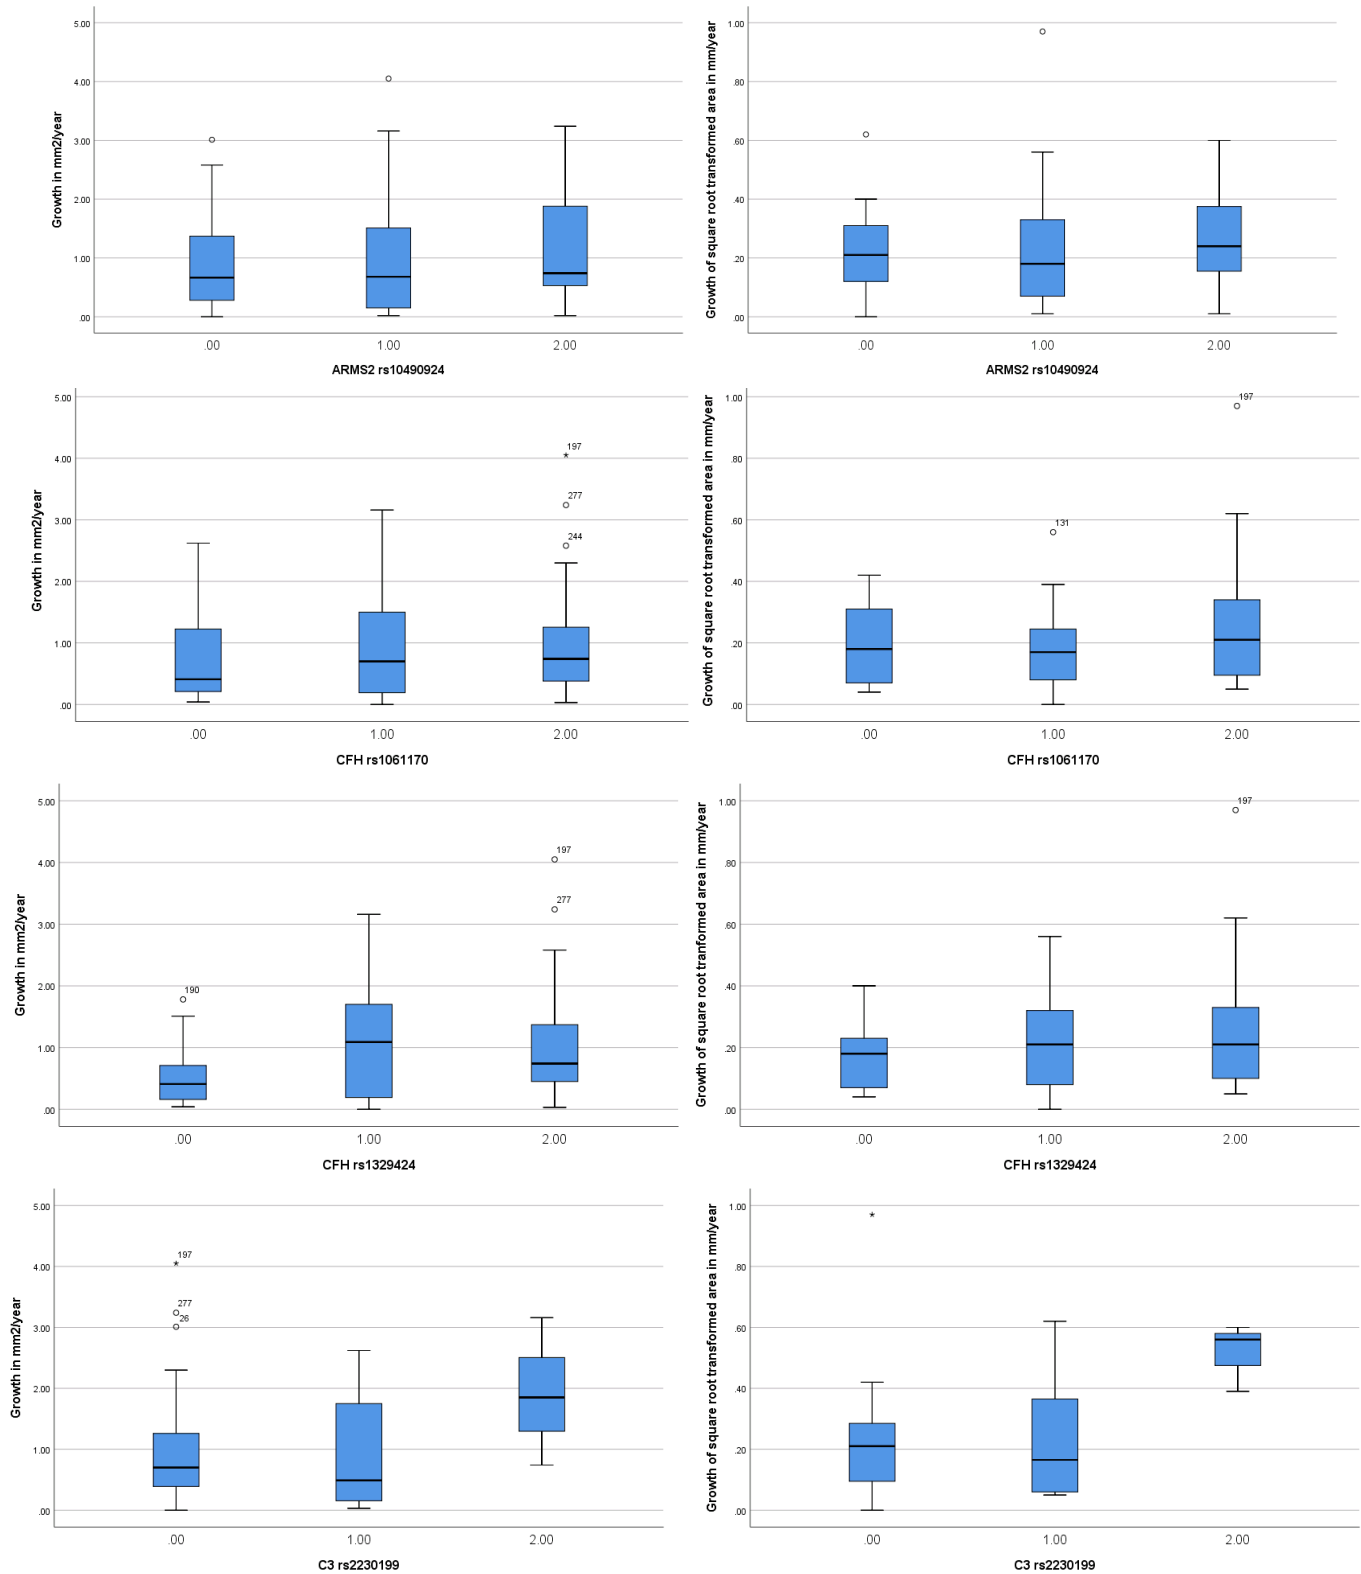 Growth in mm2/year
5.00
4.00
3.00
2.00
1.00
.00
.00 1.00 2.00
ARMS2 rs10490924
Growth of square root transformed area in mm/year
1.00
.80
.60
.40
.20
.00
.00 1.00 2.00
ARMS2 rs10490924
Growth in mm2/year
5.00
4.00
3.00
2.00
1.00
.00
197
277
244
.00 1.00 2.00
CFH rs1061170
Growth of square root transformed area in mm/year
1.00
.80
.60
.40
.20
.00
131
197
.00 1.00 2.00
CFH rs1061170
Growth in mm2/year
5.00
4.00
3.00
2.00
1.00
.00
190
197
277
.00 1.00 2.00
CFH rs1329424
Growth of square root tranformed area in mm/year
1.00
.80
.60
.40
.20
.00
197
.00 1.00 2.00
CFH rs1329424
Growth in mm2/year
5.00
4.00
3.00
2.00
1.00
.00
197
277
26
.00 1.00 2.00
C3 rs2230199
Growth of square root transformed area in mm/year
1.00
.80
.60
.40
.20
.00
.00 1.00 2.00
C3 rs2230199